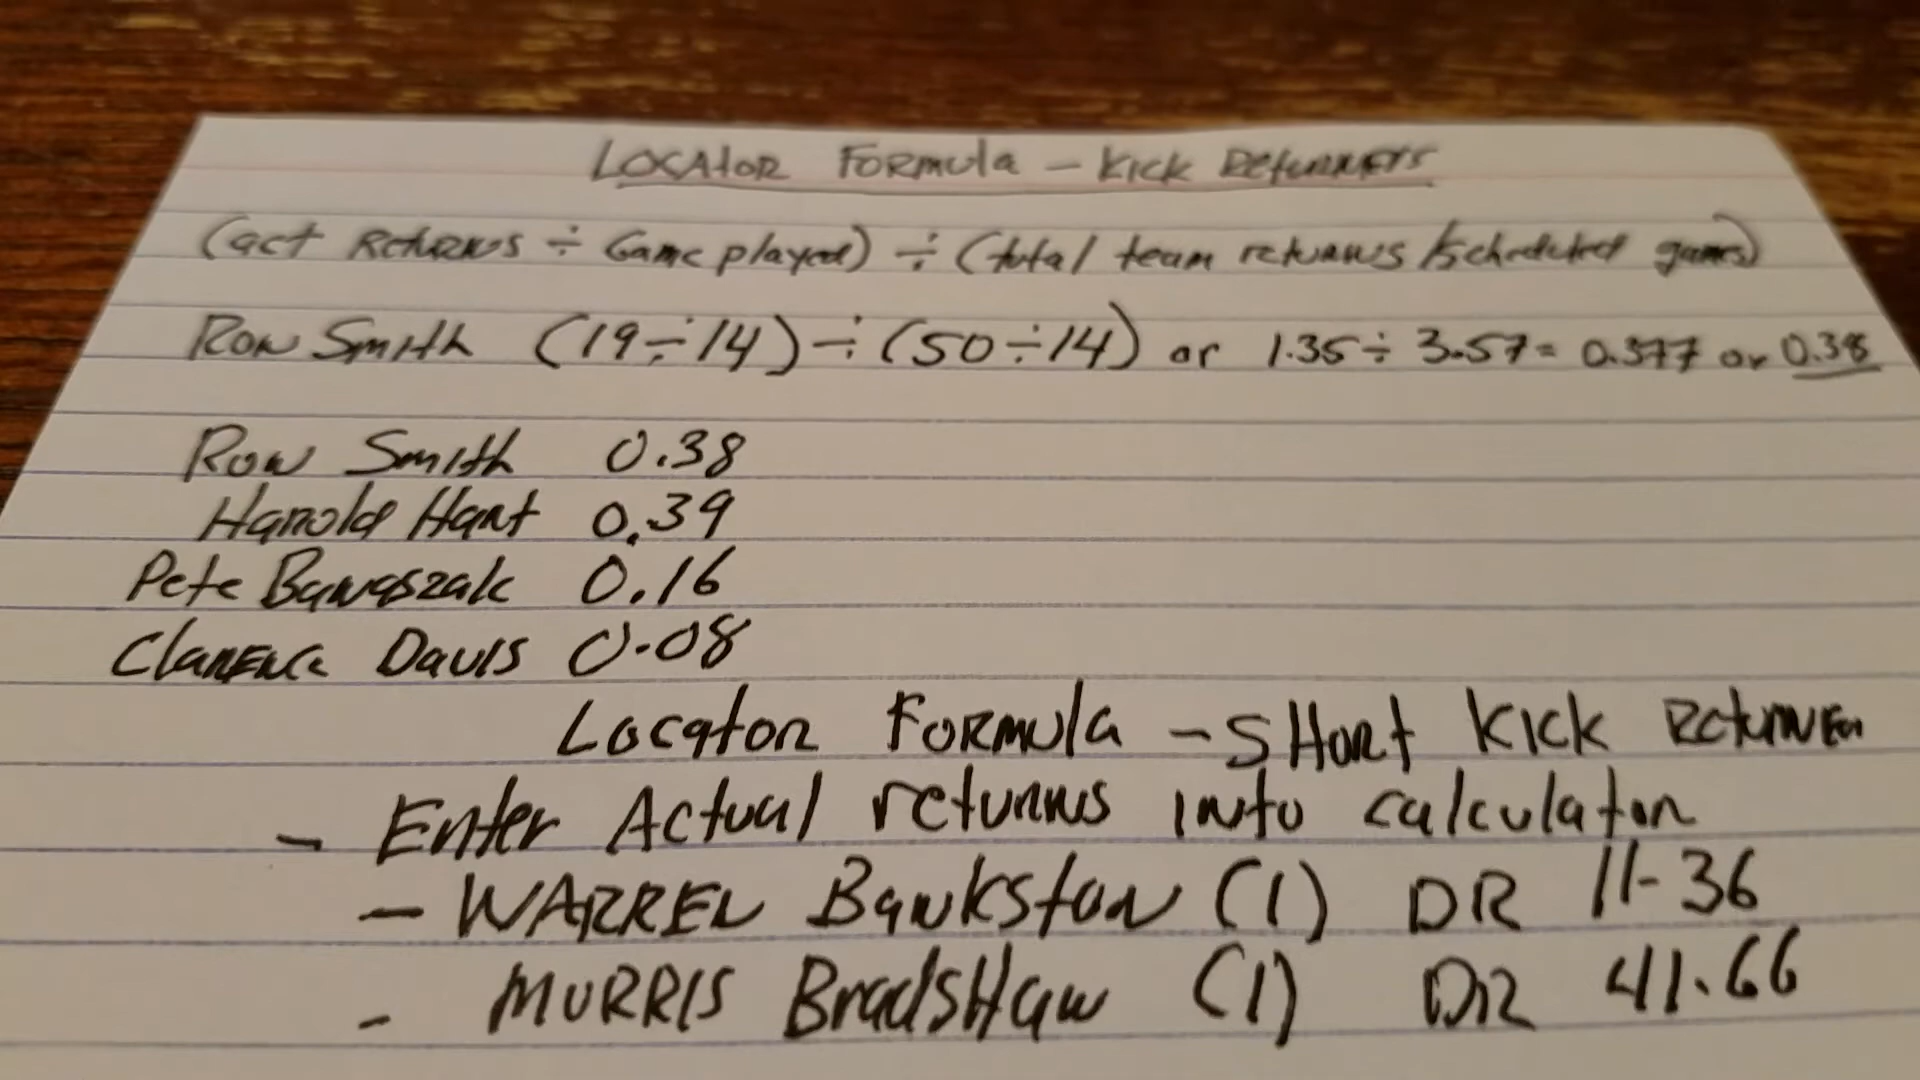 LOCATOR FORMULA - KICK RETURNERS
(act RETURNS ÷ Game played) ÷ (total team returns /scheduled games)
RON SMITH (19÷14) ÷ (50÷14) or 1.35 ÷ 3.57 = 0.377 or 0.38
RON SMITH 0.38
Harold Hart 0.39
Pete Banaszak 0.16
Clarence Davis 0.08
Locator FORMULA - SHORT KICK RETURNER
- Enter Actual returns into calculator
- WARREN Bankston (1) DR 11-36
- MORRIS BradSHaw (1) DR 41.66